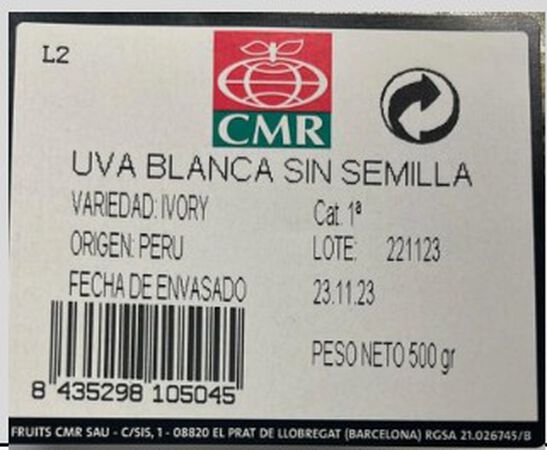 L2
CMR
UVA BLANCA SIN SEMILLA
VARIEDAD: IVORY Cat. 1ª
ORIGEN: PERU LOTE: 221123
FECHA DE ENVASADO 23.11.23
PESO NETO 500 gr
8 435298 105045
FRUITS CMR SAU - C/SIS, 1 - 08820 EL PRAT DE LLOBREGAT (BARCELONA) RGSA 21.026745/B